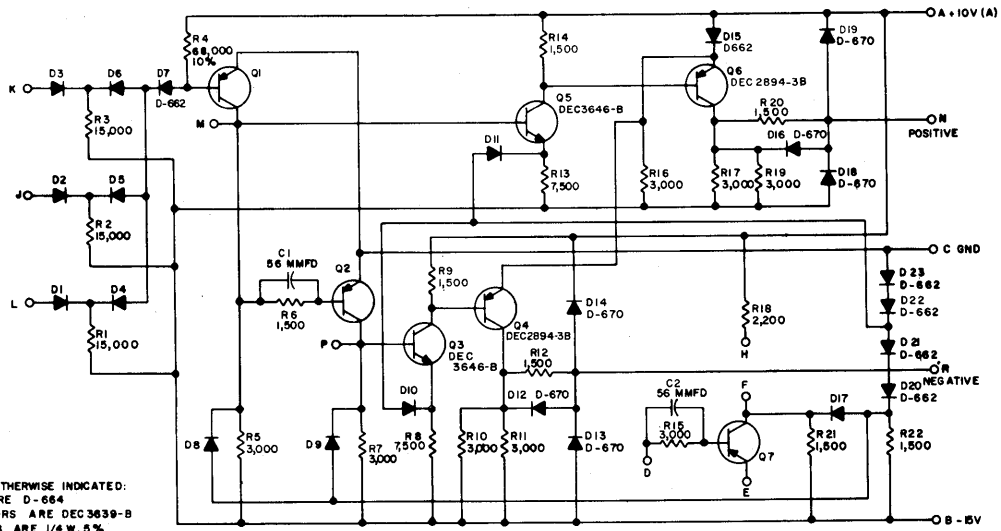 A +10V (A)
R4
68,000
10%
Q1
R14
1,500
D15
D662
D19
D-670
Q6
DEC2894-3B
D3
D6
D7
D-662
K
R3
15,000
M
Q5
DEC3646-B
R20
1,500
N
POSITIVE
D11
D16 D-670
R13
7,500
R16
3,000
R17
3,000
R19
3,000
D18
D-670
D2
D5
J
R2
15,000
C GND
C1
56 MMFD
Q2
R9
1,500
D14
D-670
R18
2,200
H
D23
D-662
D22
D-662
D1
D4
L
R1
15,000
R6
1,500
Q4
DEC2894-3B
P
Q3
DEC
3646-B
R12
1,500
D21
D-662
R
NEGATIVE
D20
D-662
D10
D12 D-670
C2
56 MMFD
R15
3,000
F
D17
D8
R5
3,000
D9
R7
3,000
R8
7,500
R10
3,000
R11
3,000
D13
D-670
D
Q7
E
R21
1,500
R22
1,500
THERWISE INDICATED:
RE D-664
RS ARE DEC3639-B
ARE 1/4 W, 5%
B -15V